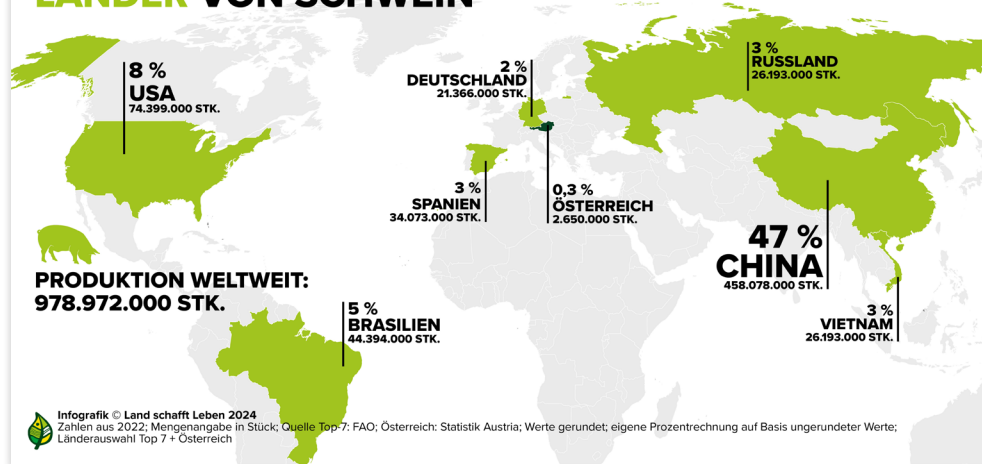 LÄNDER VON SCHWEIN
8 %
USA
74.399.000 STK.
2 %
DEUTSCHLAND
21.366.000 STK.
3 %
RUSSLAND
26.193.000 STK.
3 %
SPANIEN
34.073.000 STK.
0,3 %
ÖSTERREICH
2.650.000 STK.
47 %
CHINA
458.078.000 STK.
PRODUKTION WELTWEIT:
978.972.000 STK.
5 %
BRASILIEN
44.394.000 STK.
3 %
VIETNAM
26.193.000 STK.
Infografik © Land schafft Leben 2024
Zahlen aus 2022; Mengenangabe in Stück; Quelle Top-7: FAO; Österreich: Statistik Austria; Werte gerundet; eigene Prozentrechnung auf Basis ungerundeter Werte;
Länderauswahl Top 7 + Österreich